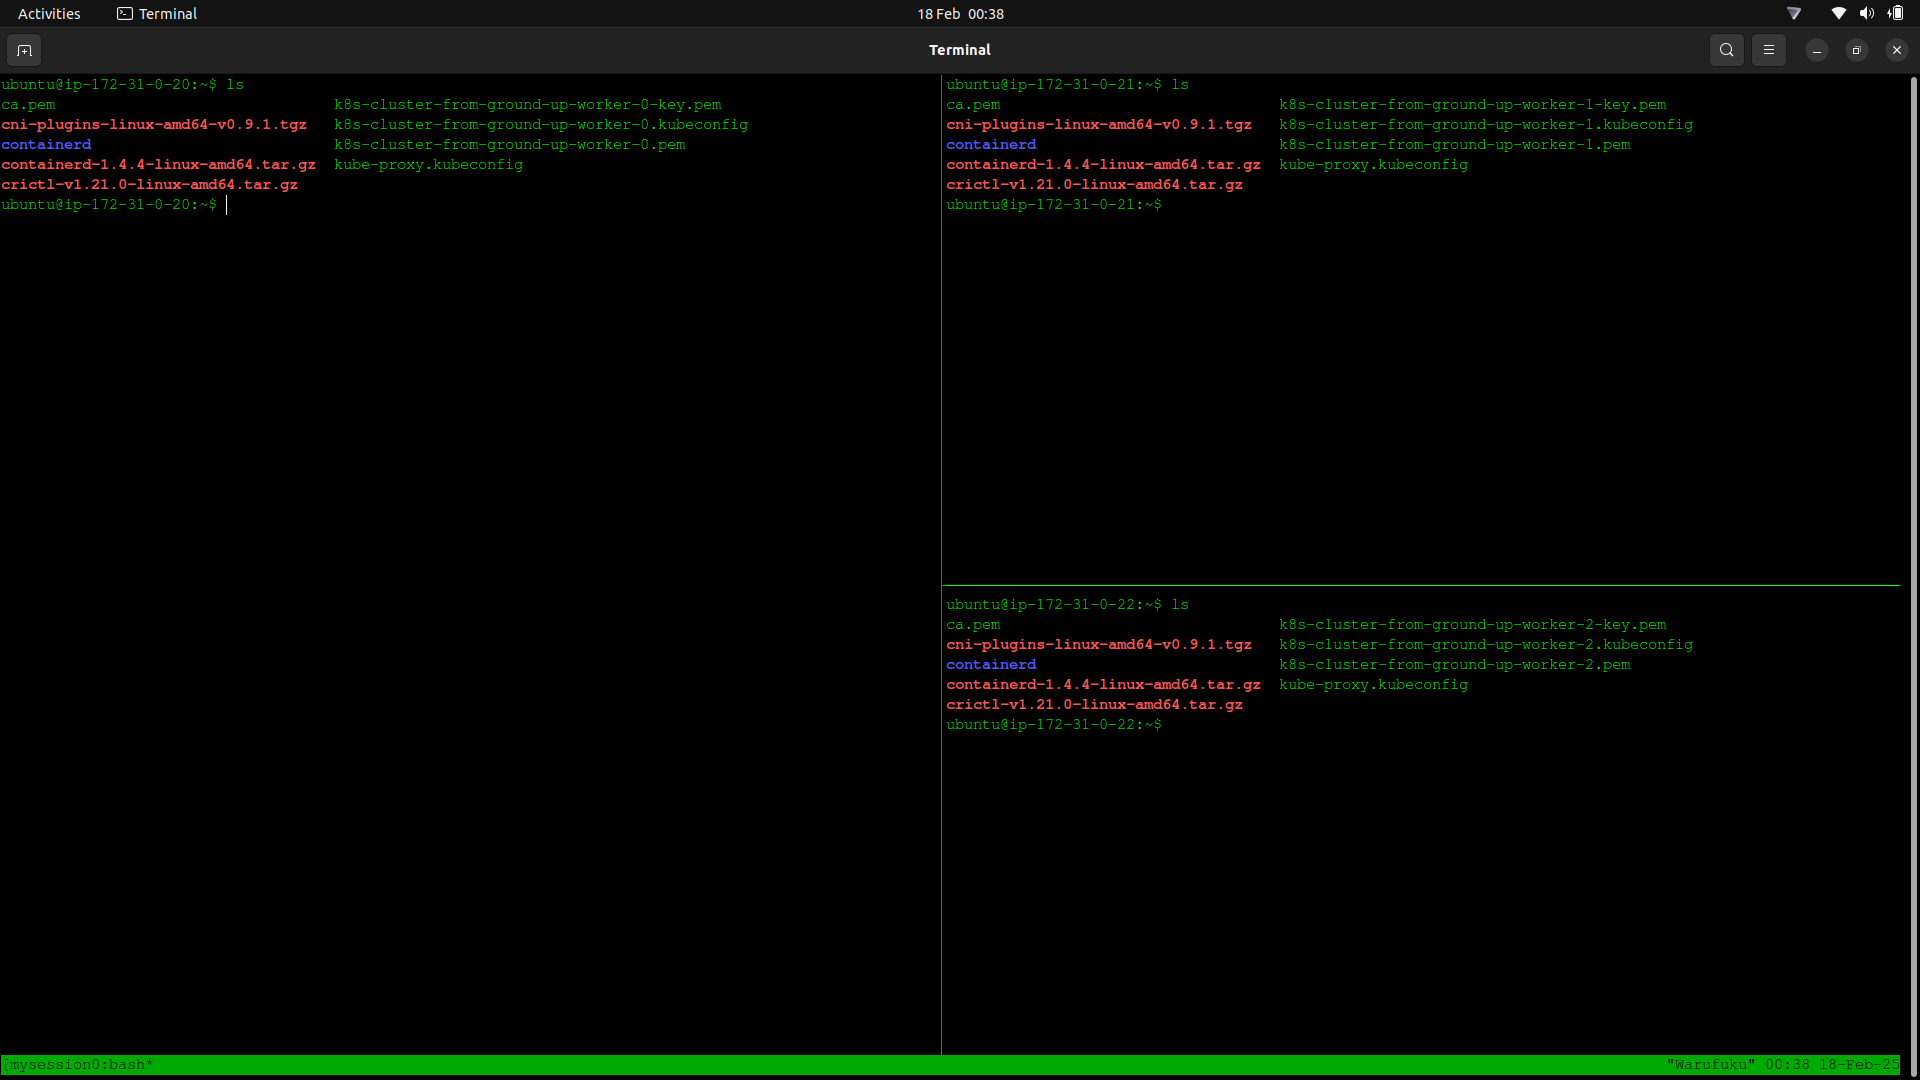 Activities Terminal 18 Feb 00:38
Terminal
ubuntu@ip-172-31-0-20:~$ ls
ca.pem k8s-cluster-from-ground-up-worker-0-key.pem
cni-plugins-linux-amd64-v0.9.1.tgz k8s-cluster-from-ground-up-worker-0.kubeconfig
containerd k8s-cluster-from-ground-up-worker-0.pem
containerd-1.4.4-linux-amd64.tar.gz kube-proxy.kubeconfig
crictl-v1.21.0-linux-amd64.tar.gz
ubuntu@ip-172-31-0-20:~$
ubuntu@ip-172-31-0-21:~$ ls
ca.pem k8s-cluster-from-ground-up-worker-1-key.pem
cni-plugins-linux-amd64-v0.9.1.tgz k8s-cluster-from-ground-up-worker-1.kubeconfig
containerd k8s-cluster-from-ground-up-worker-1.pem
containerd-1.4.4-linux-amd64.tar.gz kube-proxy.kubeconfig
crictl-v1.21.0-linux-amd64.tar.gz
ubuntu@ip-172-31-0-21:~$
ubuntu@ip-172-31-0-22:~$ ls
ca.pem k8s-cluster-from-ground-up-worker-2-key.pem
cni-plugins-linux-amd64-v0.9.1.tgz k8s-cluster-from-ground-up-worker-2.kubeconfig
containerd k8s-cluster-from-ground-up-worker-2.pem
containerd-1.4.4-linux-amd64.tar.gz kube-proxy.kubeconfig
crictl-v1.21.0-linux-amd64.tar.gz
ubuntu@ip-172-31-0-22:~$
[mysession0:bash* "Warufuku" 00:38 18-Feb-25